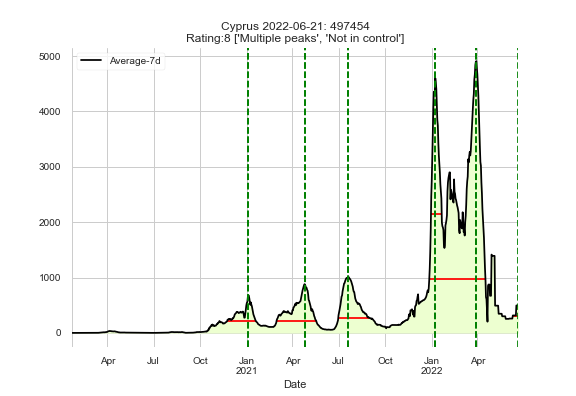 Cyprus 2022-06-21: 497454
Rating:8 ['Multiple peaks', 'Not in control']
Average-7d
5000
4000
3000
2000
1000
0
Apr
Jul
Oct
Jan
2021
Apr
Jul
Oct
Jan
2022
Apr
Date